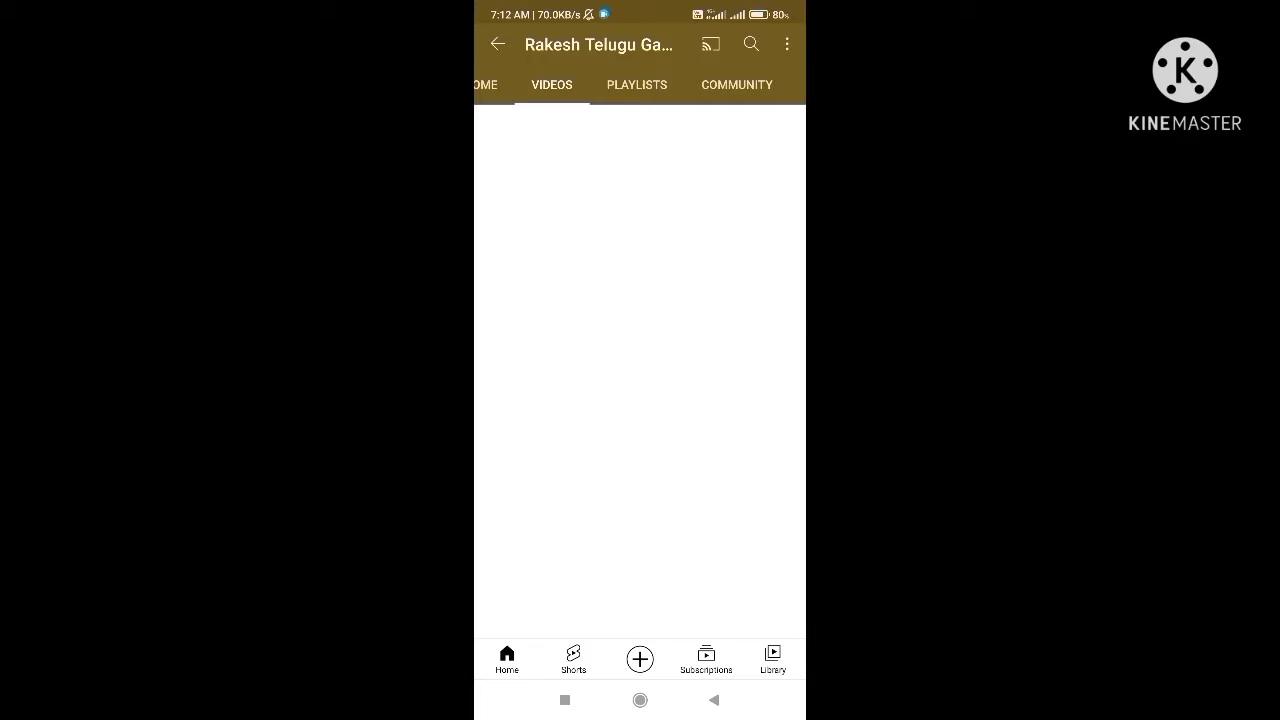 7:12 AM | 70.0KB/s 80%
Rakesh Telugu Ga...
OME VIDEOS PLAYLISTS COMMUNITY
K
KINEMASTER
Home Shorts Subscriptions Library